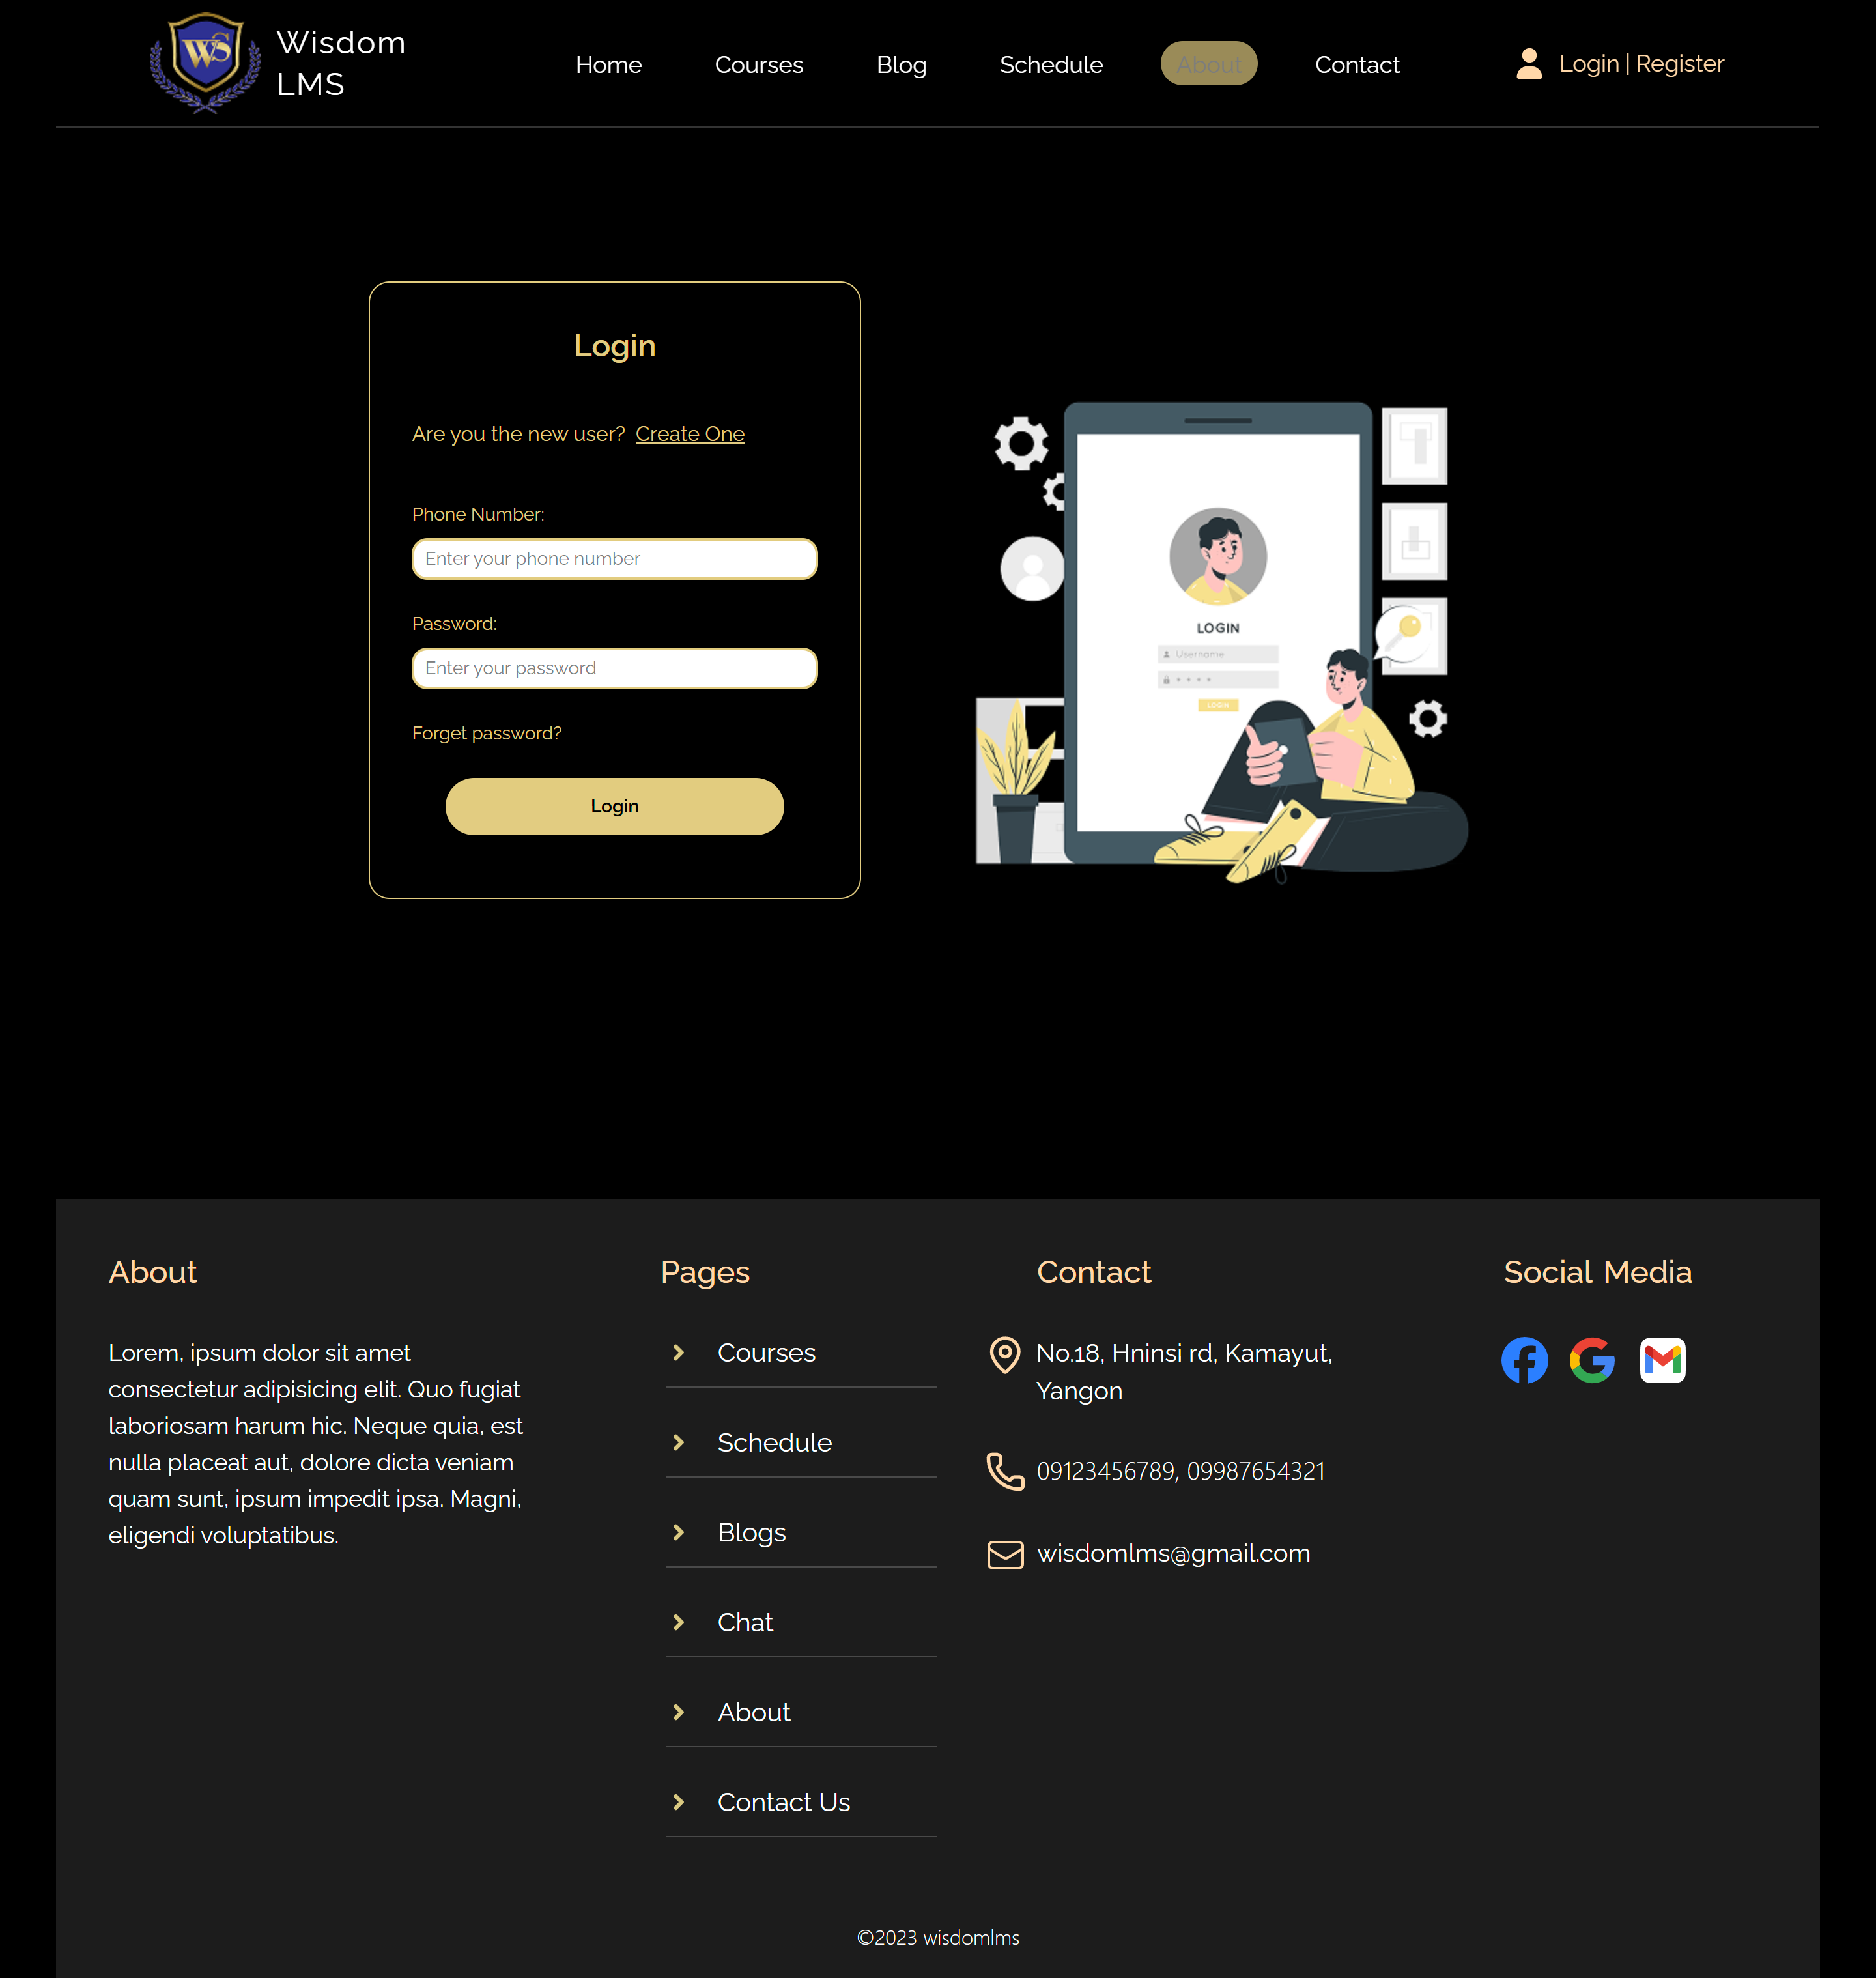 WS
Wisdom
LMS
Home
Courses
Blog
Schedule
About
Contact
Login | Register
Login
Are you the new user? Create One
Phone Number:
Enter your phone number
Password:
Enter your password
Forget password?
Login
LOGIN
Username
LOGIN
About
Lorem, ipsum dolor sit amet
consectetur adipisicing elit. Quo fugiat
laboriosam harum hic. Neque quia, est
nulla placeat aut, dolore dicta veniam
quam sunt, ipsum impedit ipsa. Magni,
eligendi voluptatibus.
Pages
Courses
Schedule
Blogs
Chat
About
Contact Us
Contact
No.18, Hninsi rd, Kamayut,
Yangon
09123456789, 09987654321
wisdomlms@gmail.com
Social Media
©2023 wisdomlms